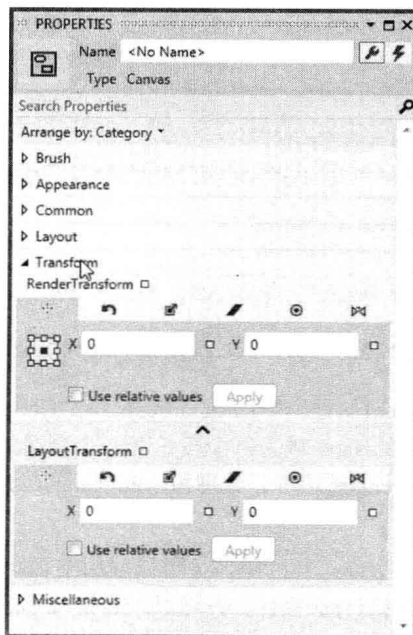 PROPERTIES
Name <No Name>
Type Canvas
Search Properties
Arrange by: Category
Brush
Appearance
Common
Layout
Transform
RenderTransform
X 0 Y 0
Use relative values Apply
LayoutTransform
X 0 Y 0
Use relative values Apply
Miscellaneous